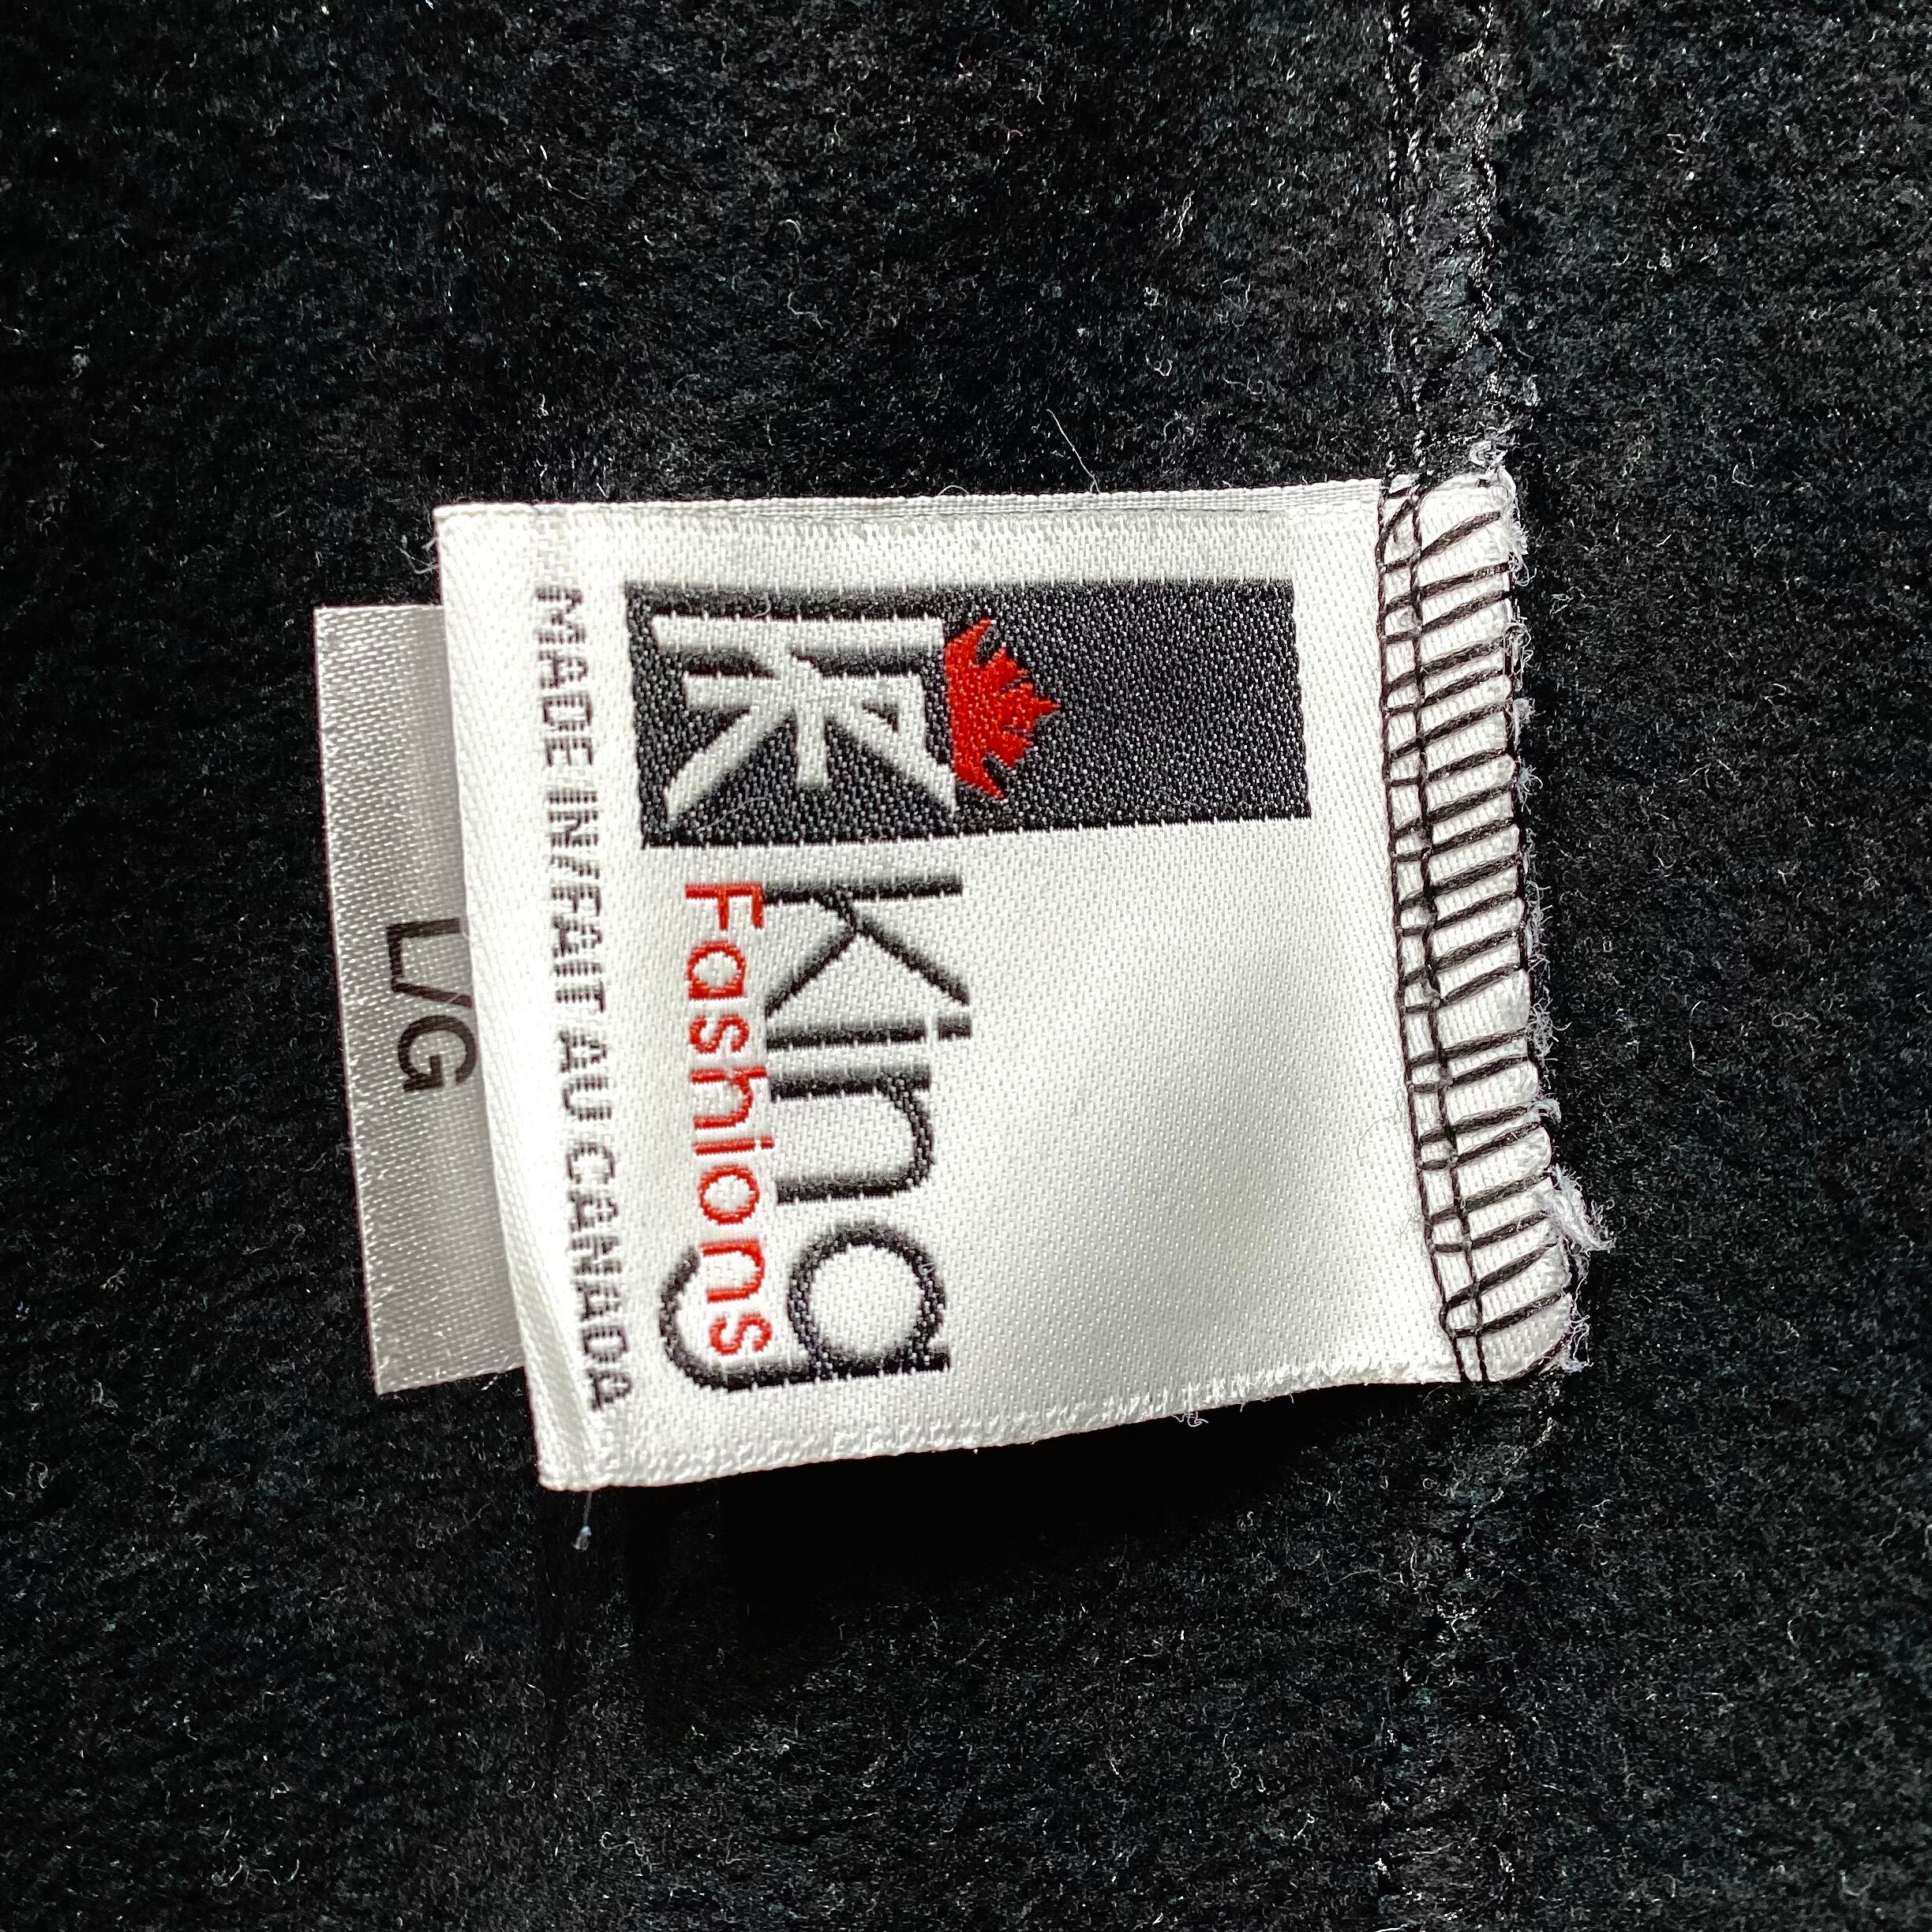 King
Fashions
MADE IN/FAIT AU CANADA
L/G